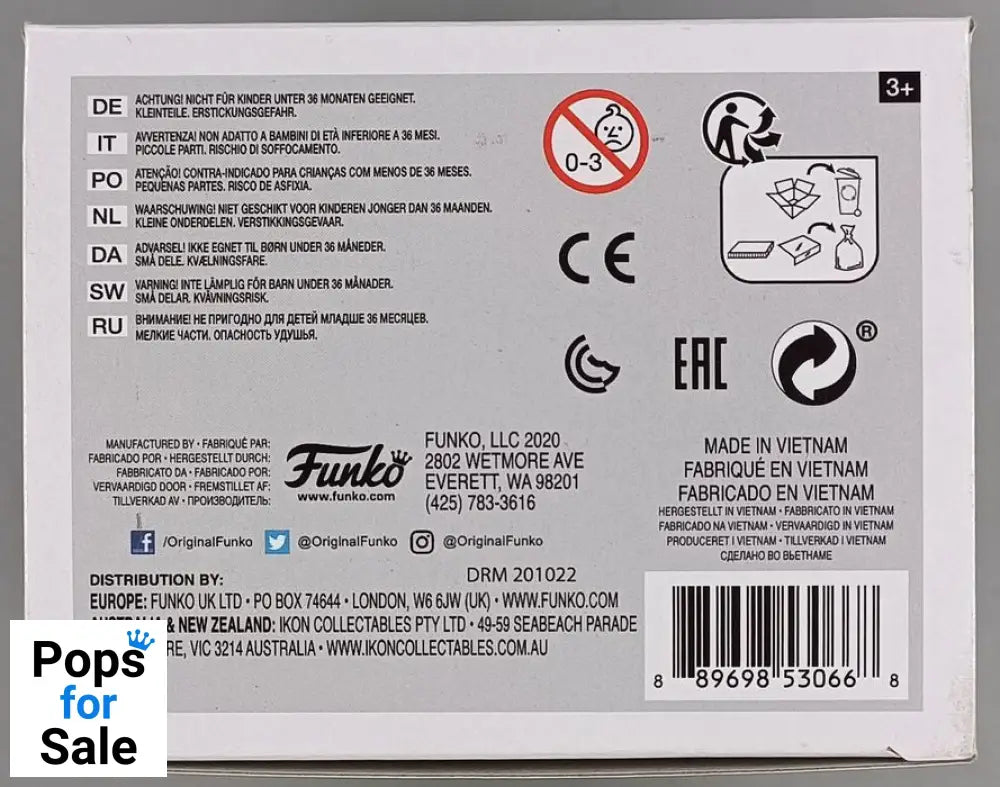 3+
DE ACHTUNG! NICHT FÜR KINDER UNTER 36 MONATEN GEEIGNET.
KLEINTEILE. ERSTICKUNGSGEFAHR.
IT AVVERTENZA! NON ADATTO A BAMBINI DI ETÀ INFERIORE A 36 MESI.
PICCOLE PARTI. RISCHIO DI SOFFOCAMENTO.
PO ATENÇÃO! CONTRA-INDICADO PARA CRIANÇAS COM MENOS DE 36 MESES.
PEQUENAS PARTES. RISCO DE ASFIXIA.
NL WAARSCHUWING! NIET GESCHIKT VOOR KINDEREN JONGER DAN 36 MAANDEN.
KLEINE ONDERDELEN. VERSTIKKINGSGEVAAR.
DA ADVARSEL! IKKE EGNET TIL BØRN UNDER 36 MÅNEDER.
SMÅ DELE. KVÆLNINGSFARE.
SW VARNING! INTE LÄMPLIG FÖR BARN UNDER 36 MÅNADER.
SMÅ DELAR. KVÄVNINGSRISK.
RU ВНИМАНИЕ! НЕ ПРИГОДНО ДЛЯ ДЕТЕЙ МЛАДШЕ 36 МЕСЯЦЕВ.
МЕЛКИЕ ЧАСТИ. ОПАСНОСТЬ УДУШЬЯ.
0-3
CE
EAC
®
MANUFACTURED BY • FABRIQUÉ PAR:
FABRICADO POR • HERGESTELLT DURCH:
FABBRICATO DA • FABRICADO POR:
VERVAARDIGD DOOR • FREMSTILLET AF:
TILLVERKAD AV • ПРОИЗВОДИТЕЛЬ:
Funko
www.funko.com
FUNKO, LLC 2020
2802 WETMORE AVE
EVERETT, WA 98201
(425) 783-3616
MADE IN VIETNAM
FABRIQUÉ EN VIETNAM
FABRICADO EN VIETNAM
HERGESTELLT IN VIETNAM • FABBRICATO IN VIETNAM
FABRICADO NA VIETNAM • VERVAARDIGD IN VIETNAM
PRODUCERET I VIETNAM • TILLVERKAD I VIETNAM
СДЕЛАНО ВО ВЬЕТНАМЕ
f /OriginalFunko @OriginalFunko @OriginalFunko
DISTRIBUTION BY:
DRM 201022
EUROPE: FUNKO UK LTD • PO BOX 74644 • LONDON, W6 6JW (UK) • WWW.FUNKO.COM
& NEW ZEALAND: IKON COLLECTABLES PTY LTD • 49-59 SEABEACH PARADE
RE, VIC 3214 AUSTRALIA • WWW.IKONCOLLECTABLES.COM.AU
8 89698 53066 8
Pops
for
Sale